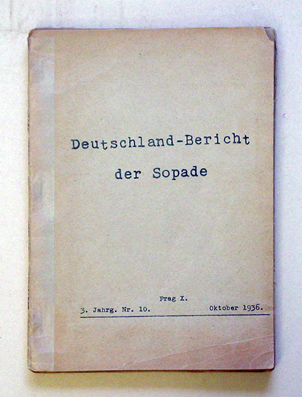 Deutschland-Bericht
der Sopade
Prag X.
3. Jahrg. Nr. 10. Oktober 1936.